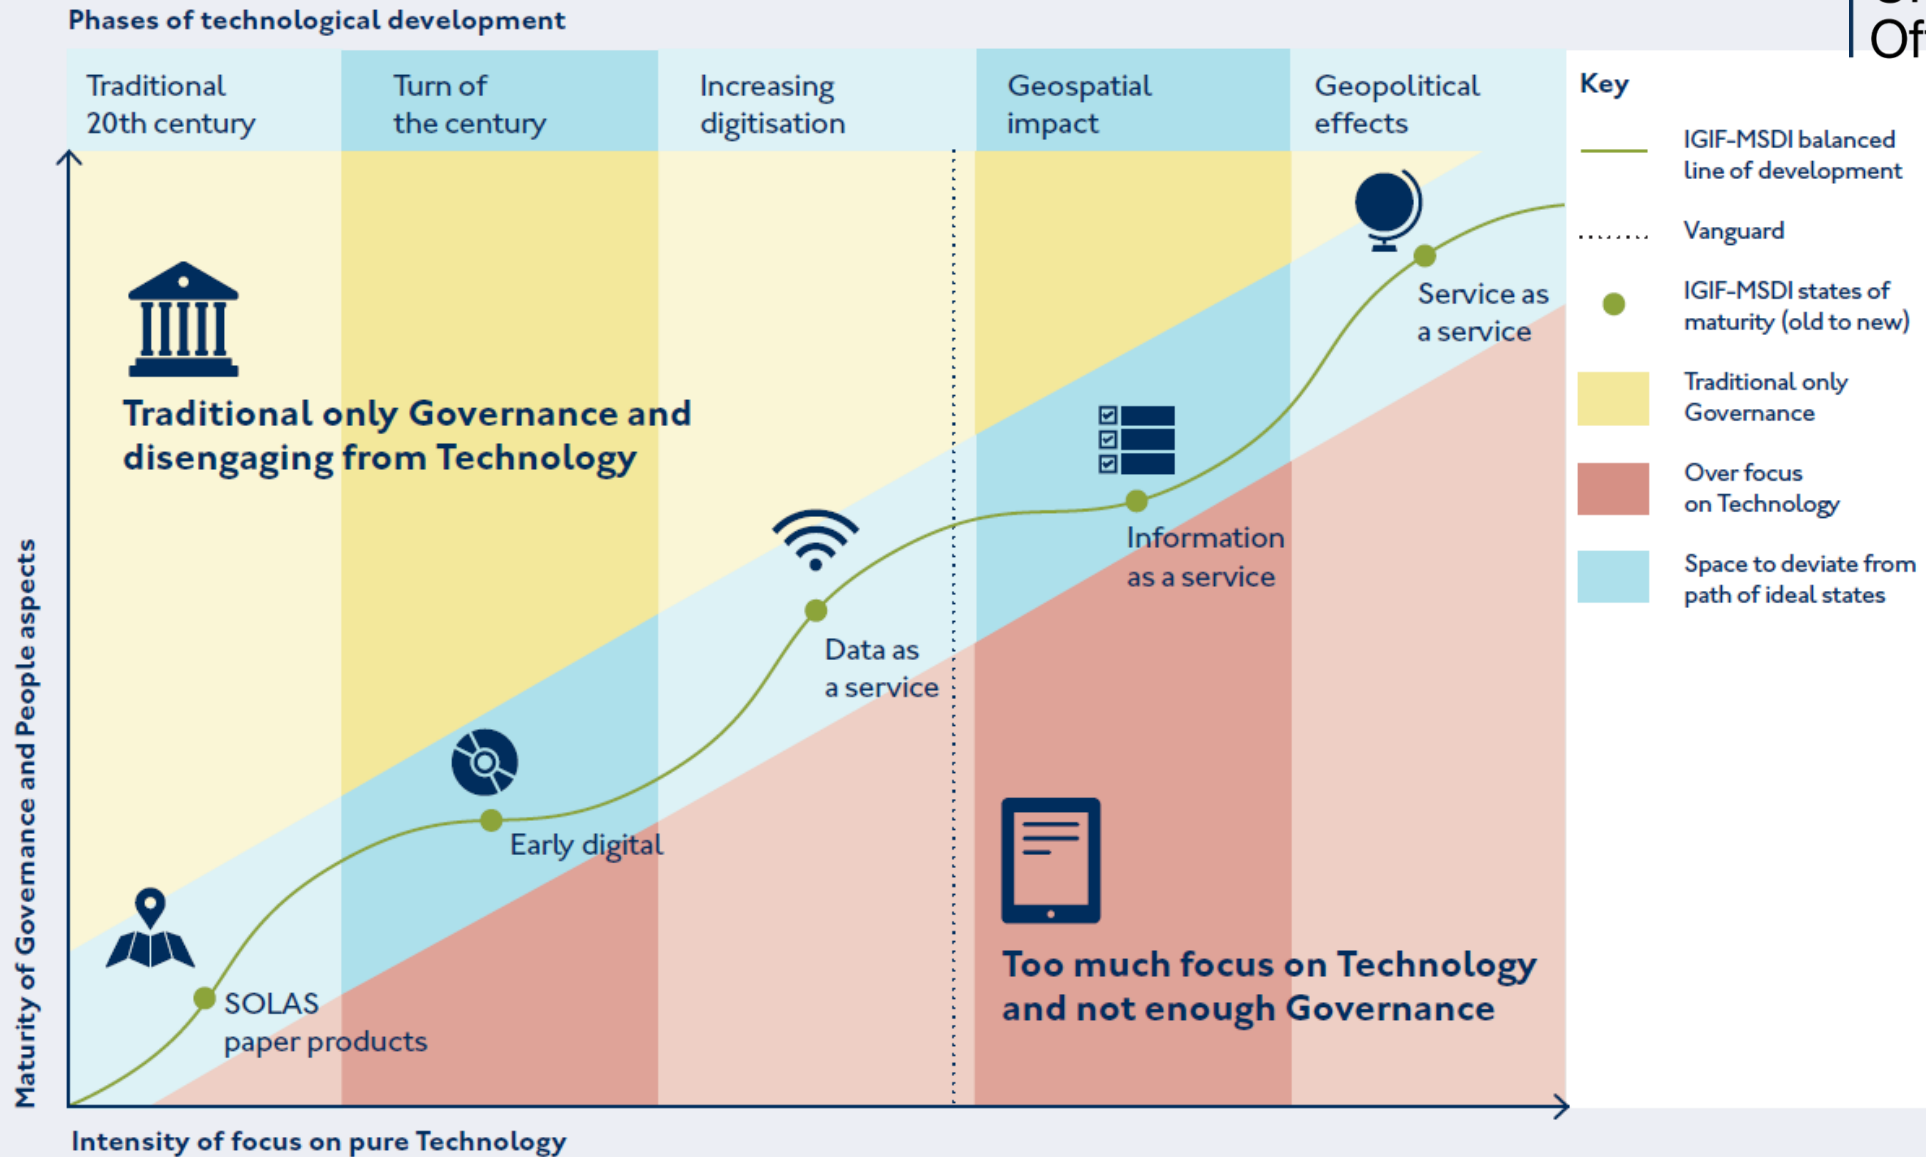 Phases of technological development
Traditional
20th century
Turn of
the century
Increasing
digitisation
Geospatial
impact
Geopolitical
effects
Key
IGIF-MSDI balanced
line of development
Vanguard
IGIF-MSDI states of
maturity (old to new)
Traditional only
Governance
Over focus
on Technology
Space to deviate from
path of ideal states
Traditional only Governance and
disengaging from Technology
Service as
a service
Information
as a service
Data as
a service
Early digital
SOLAS
paper products
Too much focus on Technology
and not enough Governance
Maturity of Governance and People aspects
Intensity of focus on pure Technology